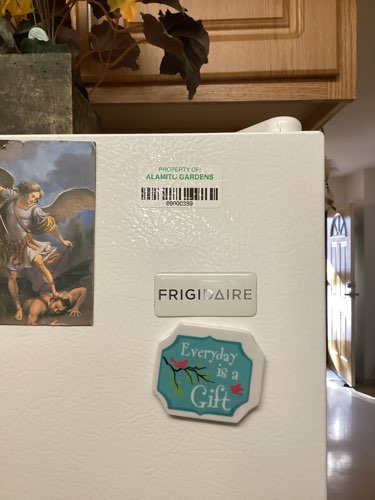 PROPERTY OF:
ALAMITO GARDENS
69000399
FRIGIDAIRE
Everyday
is a
Gift